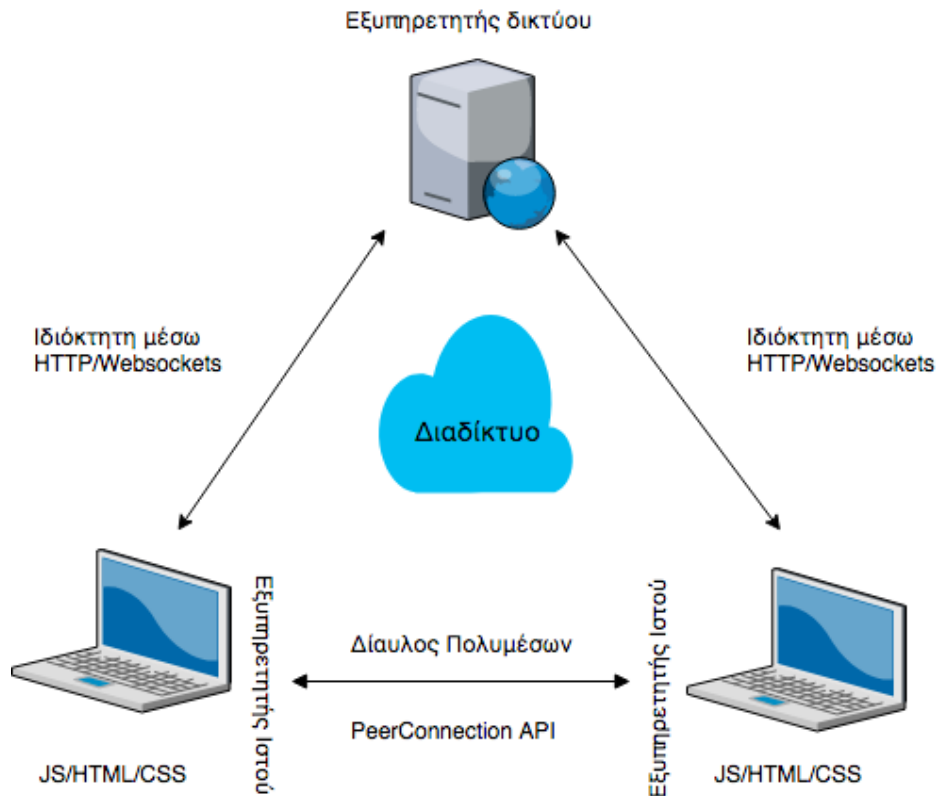 Εξυπηρετητής δικτύου
Ιδιόκτητη μέσω
HTTP/Websockets
Ιδιόκτητη μέσω
HTTP/Websockets
Διαδίκτυο
Εξυπηρετητής Ιστού
Δίαυλος Πολυμέσων
PeerConnection API
Εξυπηρετητής Ιστού
JS/HTML/CSS
JS/HTML/CSS